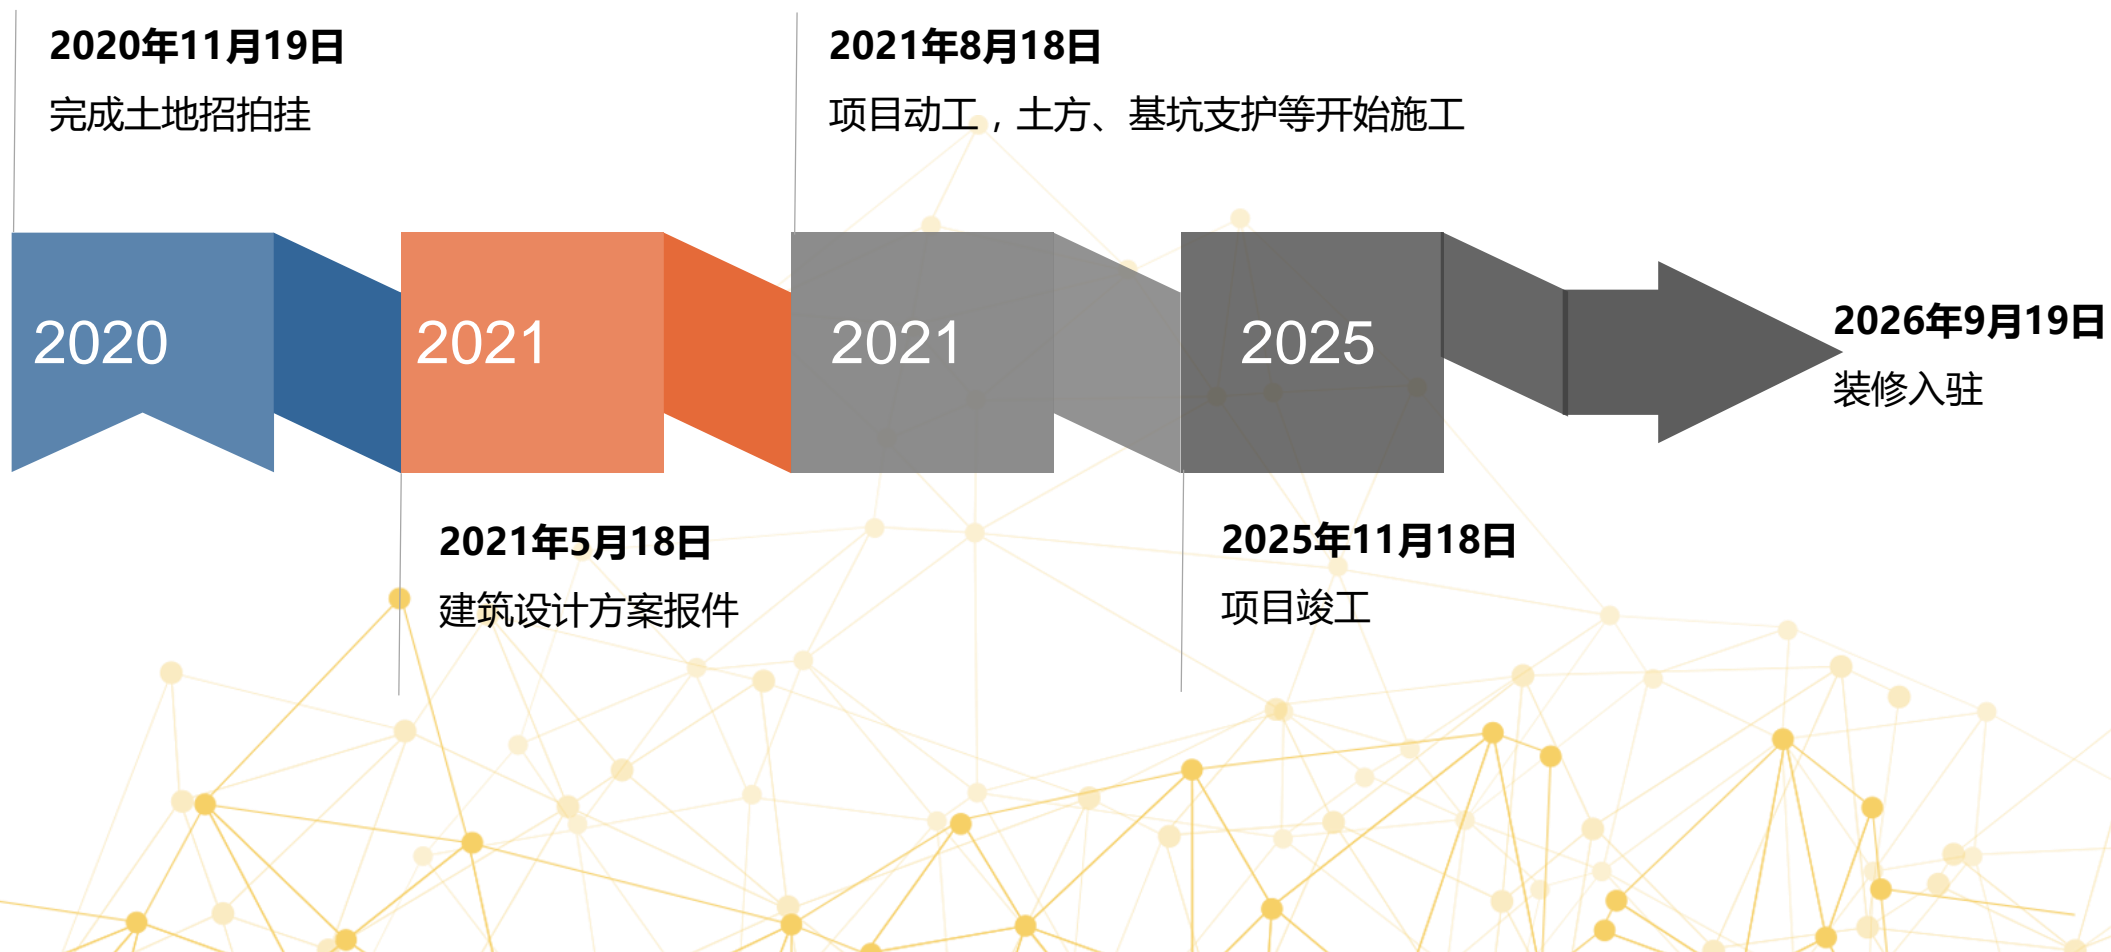 2020年11月19日
完成土地招拍挂
2021年8月18日
项目动工，土方、基坑支护等开始施工
2020
2021
2021
2025
2026年9月19日
装修入驻
2021年5月18日
建筑设计方案报件
2025年11月18日
项目竣工